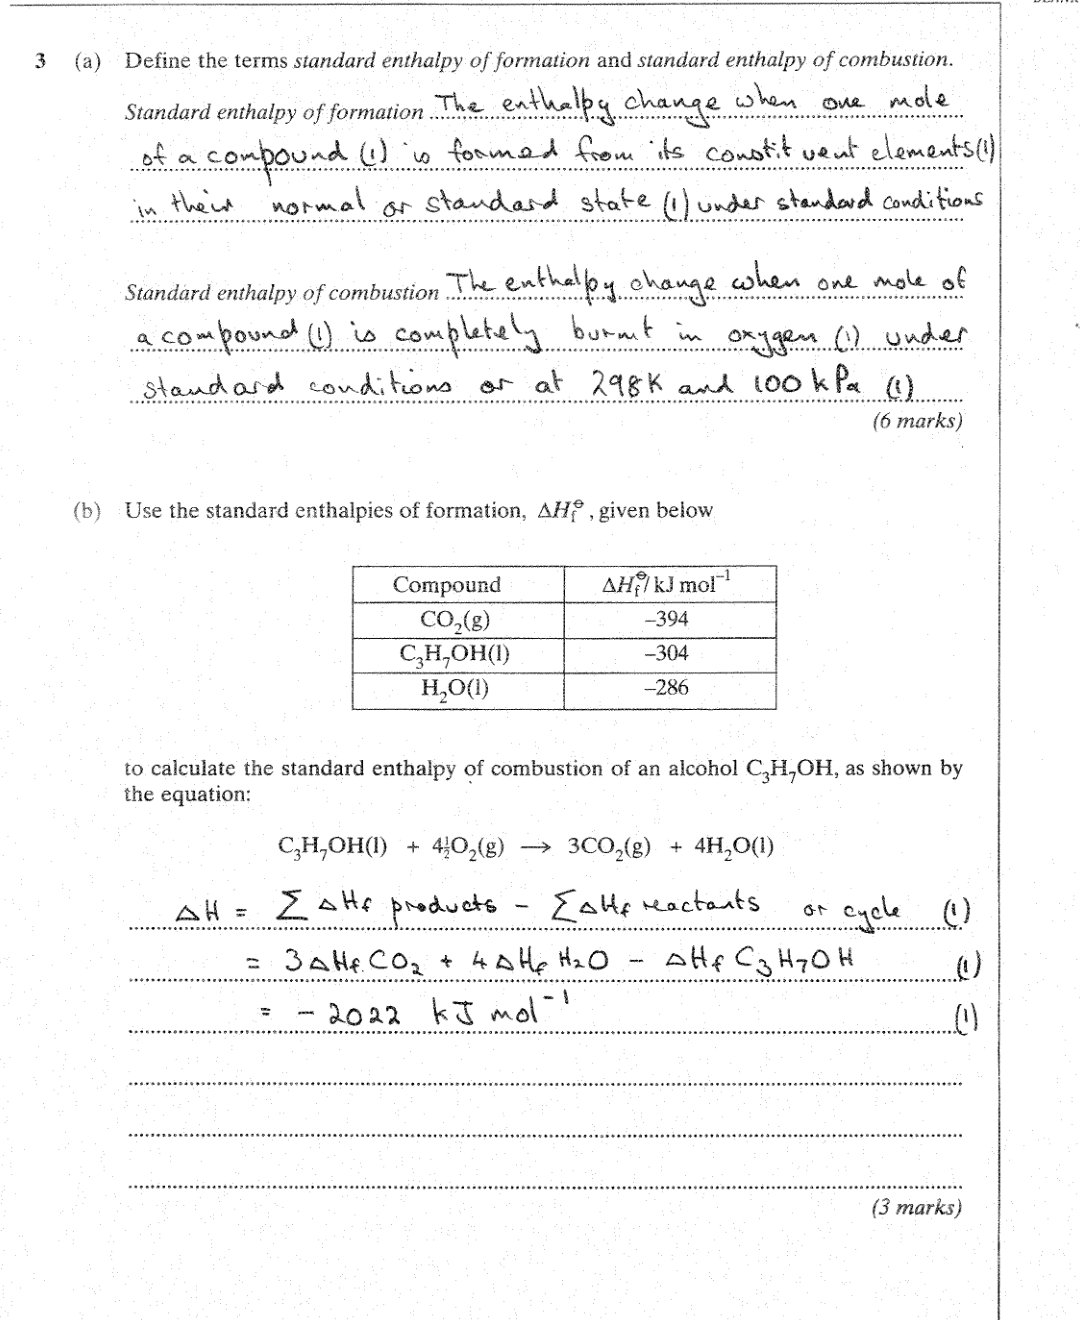 3 (a) Define the terms standard enthalpy of formation and standard enthalpy of combustion.
Standard enthalpy of formation The enthalpy change when one mole
of a compound (1) is formed from its constituent elements (1)
in their normal or standard state (1) under standard conditions
Standard enthalpy of combustion The enthalpy change when one mole of
a compound (1) is completely burnt in oxygen (1) under
standard conditions or at 298K and 100 kPa (1)
(6 marks)
(b) Use the standard enthalpies of formation, ΔH_f^⊖, given below
Compound ΔH_f^⊖/ kJ mol⁻¹
CO₂(g) –394
C₃H₇OH(l) –304
H₂O(l) –286
to calculate the standard enthalpy of combustion of an alcohol C₃H₇OH, as shown by
the equation:
C₃H₇OH(l) + 4½O₂(g) → 3CO₂(g) + 4H₂O(l)
ΔH = ∑ ΔHf products – ∑ΔHf reactants or cycle (1)
= 3ΔHf CO₂ + 4ΔHf H₂O – ΔHf C₃H₇OH (1)
= – 2022 kJ mol⁻¹ (1)
(3 marks)